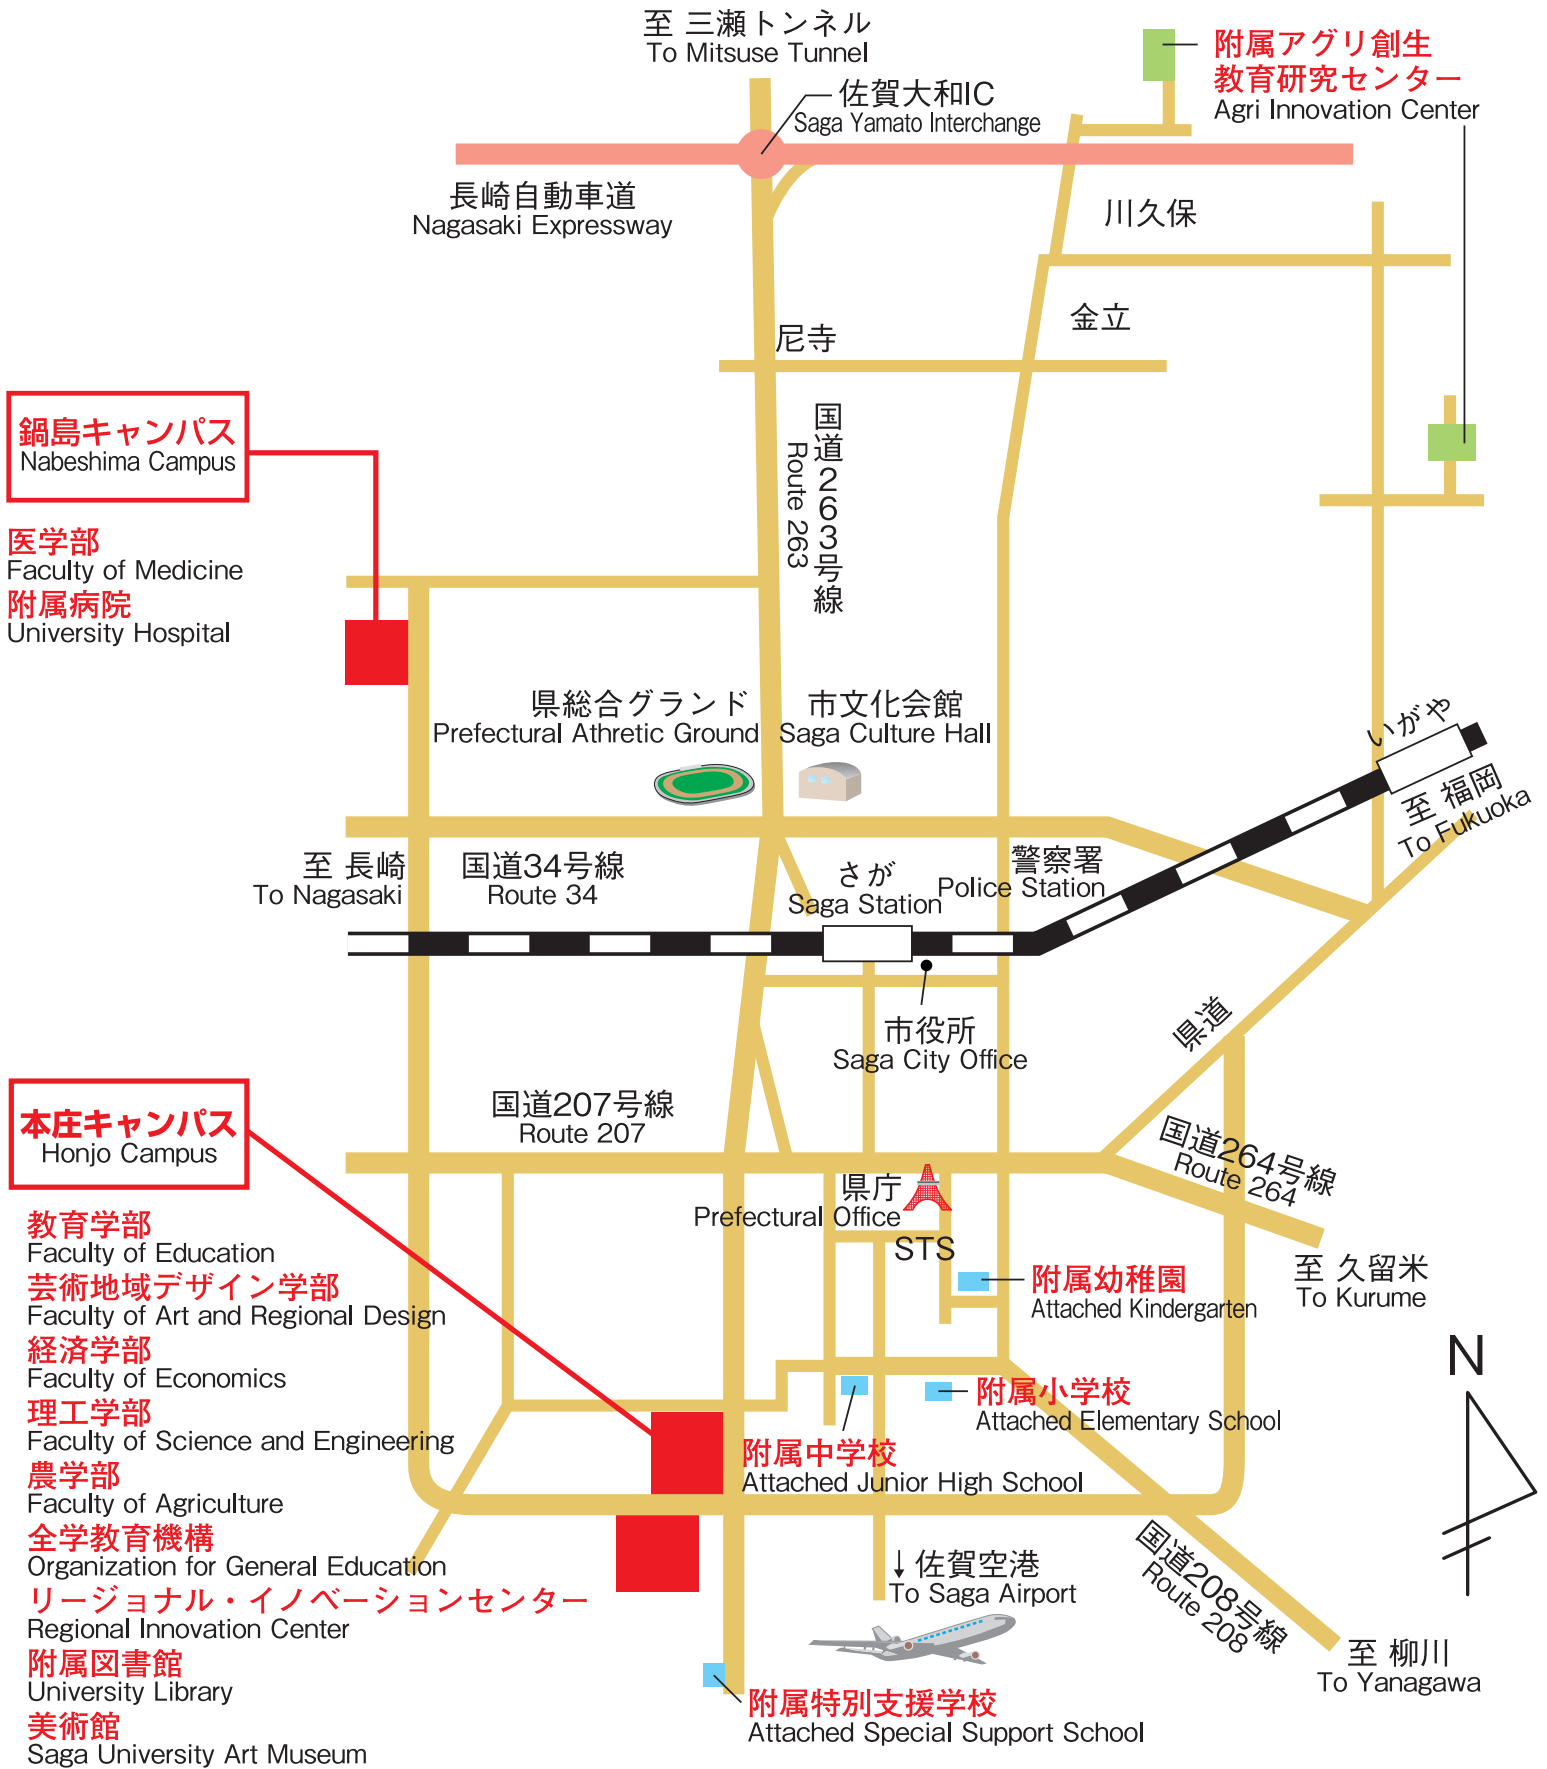 至 三瀬トンネル
To Mitsuse Tunnel
附属アグリ創生
教育研究センター
Agri Innovation Center
佐賀大和IC
Saga Yamato Interchange
長崎自動車道
Nagasaki Expressway
川久保
金立
尼寺
国道263号線
Route 263
鍋島キャンパス
Nabeshima Campus
医学部
Faculty of Medicine
附属病院
University Hospital
県総合グランド
Prefectural Athretic Ground
市文化会館
Saga Culture Hall
いがや
至 福岡
To Fukuoka
至 長崎
To Nagasaki
国道34号線
Route 34
さが
Saga Station
警察署
Police Station
市役所
Saga City Office
県道
国道207号線
Route 207
国道264号線
Route 264
至 久留米
To Kurume
県庁
Prefectural Office
STS
附属幼稚園
Attached Kindergarten
本庄キャンパス
Honjo Campus
教育学部
Faculty of Education
芸術地域デザイン学部
Faculty of Art and Regional Design
経済学部
Faculty of Economics
理工学部
Faculty of Science and Engineering
農学部
Faculty of Agriculture
全学教育機構
Organization for General Education
リージョナル・イノベーションセンター
Regional Innovation Center
附属図書館
University Library
美術館
Saga University Art Museum
附属小学校
Attached Elementary School
附属中学校
Attached Junior High School
N
↓佐賀空港
To Saga Airport
国道208号線
Route 208
至 柳川
To Yanagawa
附属特別支援学校
Attached Special Support School